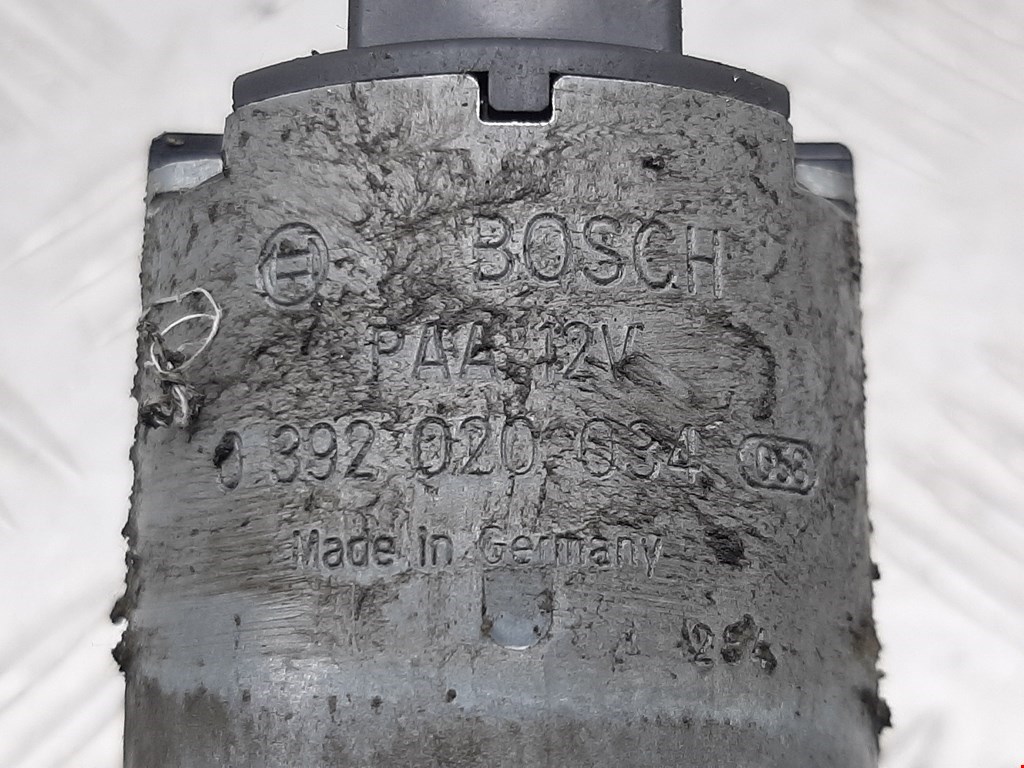 BOSCH
PAA 12V
0 392 020 034
Made in Germany